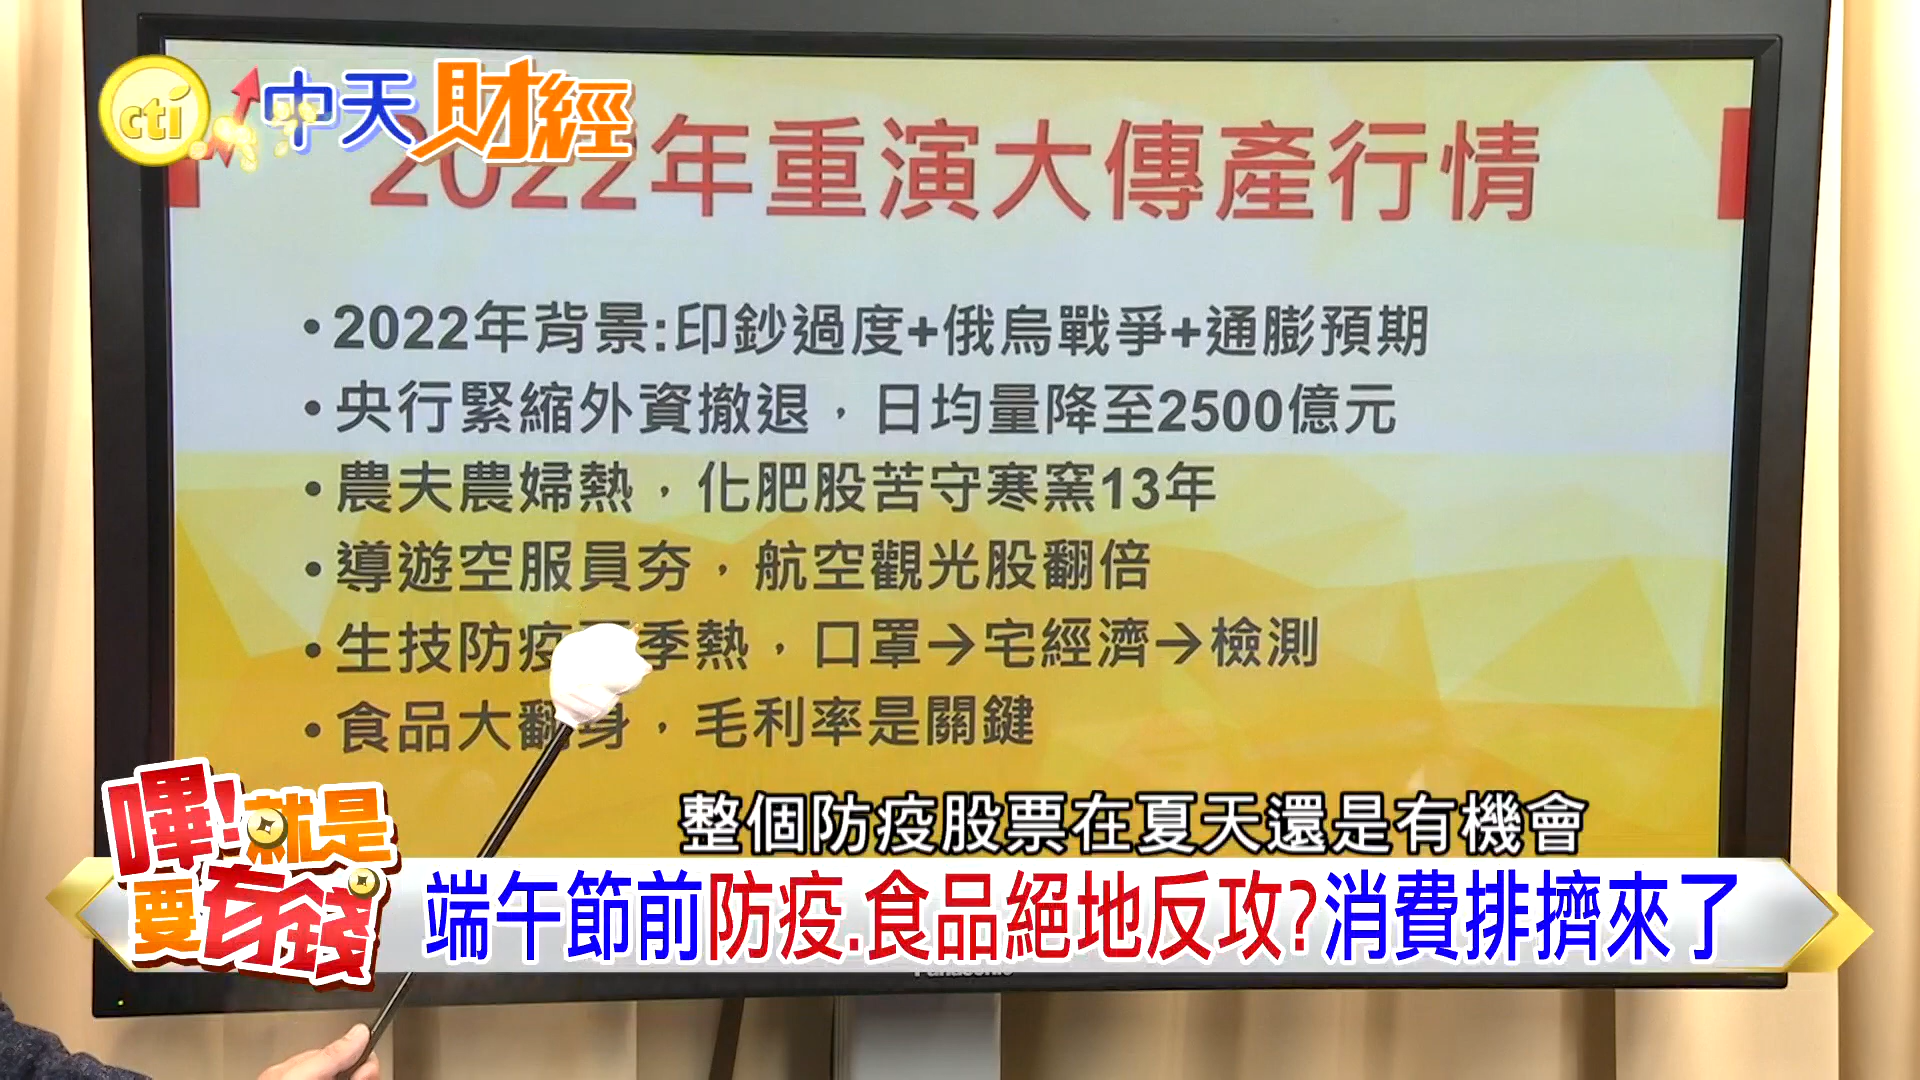 cti 中天財經
2022年重演大傳產行情
•2022年背景:印鈔過度+俄烏戰爭+通膨預期
•央行緊縮外資撤退，日均量降至2500億元
•農夫農婦熱，化肥股苦守寒窯13年
•導遊空服員夯，航空觀光股翻倍
•生技防疫季熱，口罩→宅經濟→檢測
•食品大翻身，毛利率是關鍵
整個防疫股票在夏天還是有機會
嗶!就是
要有錢
端午節前防疫.食品絕地反攻?消費排擠來了
Panasonic